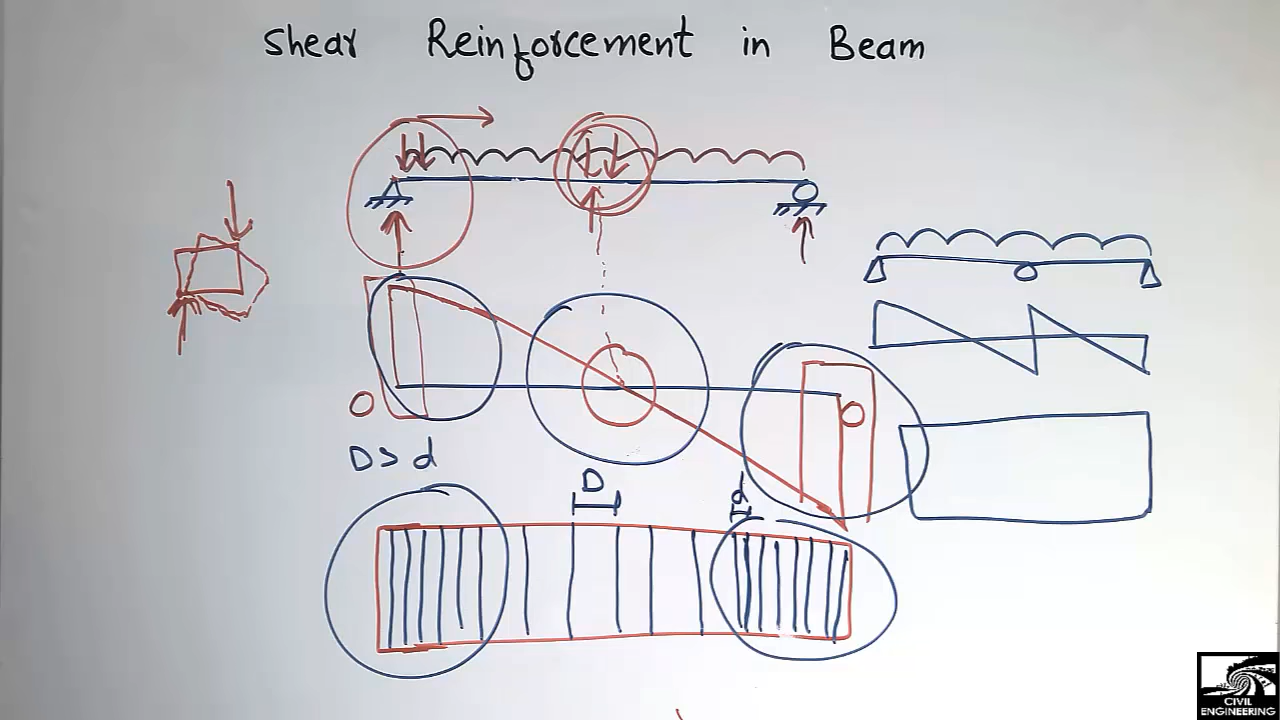 Shear Reinforcement in Beam
D > d
D
d
CIVIL
ENGINEERING